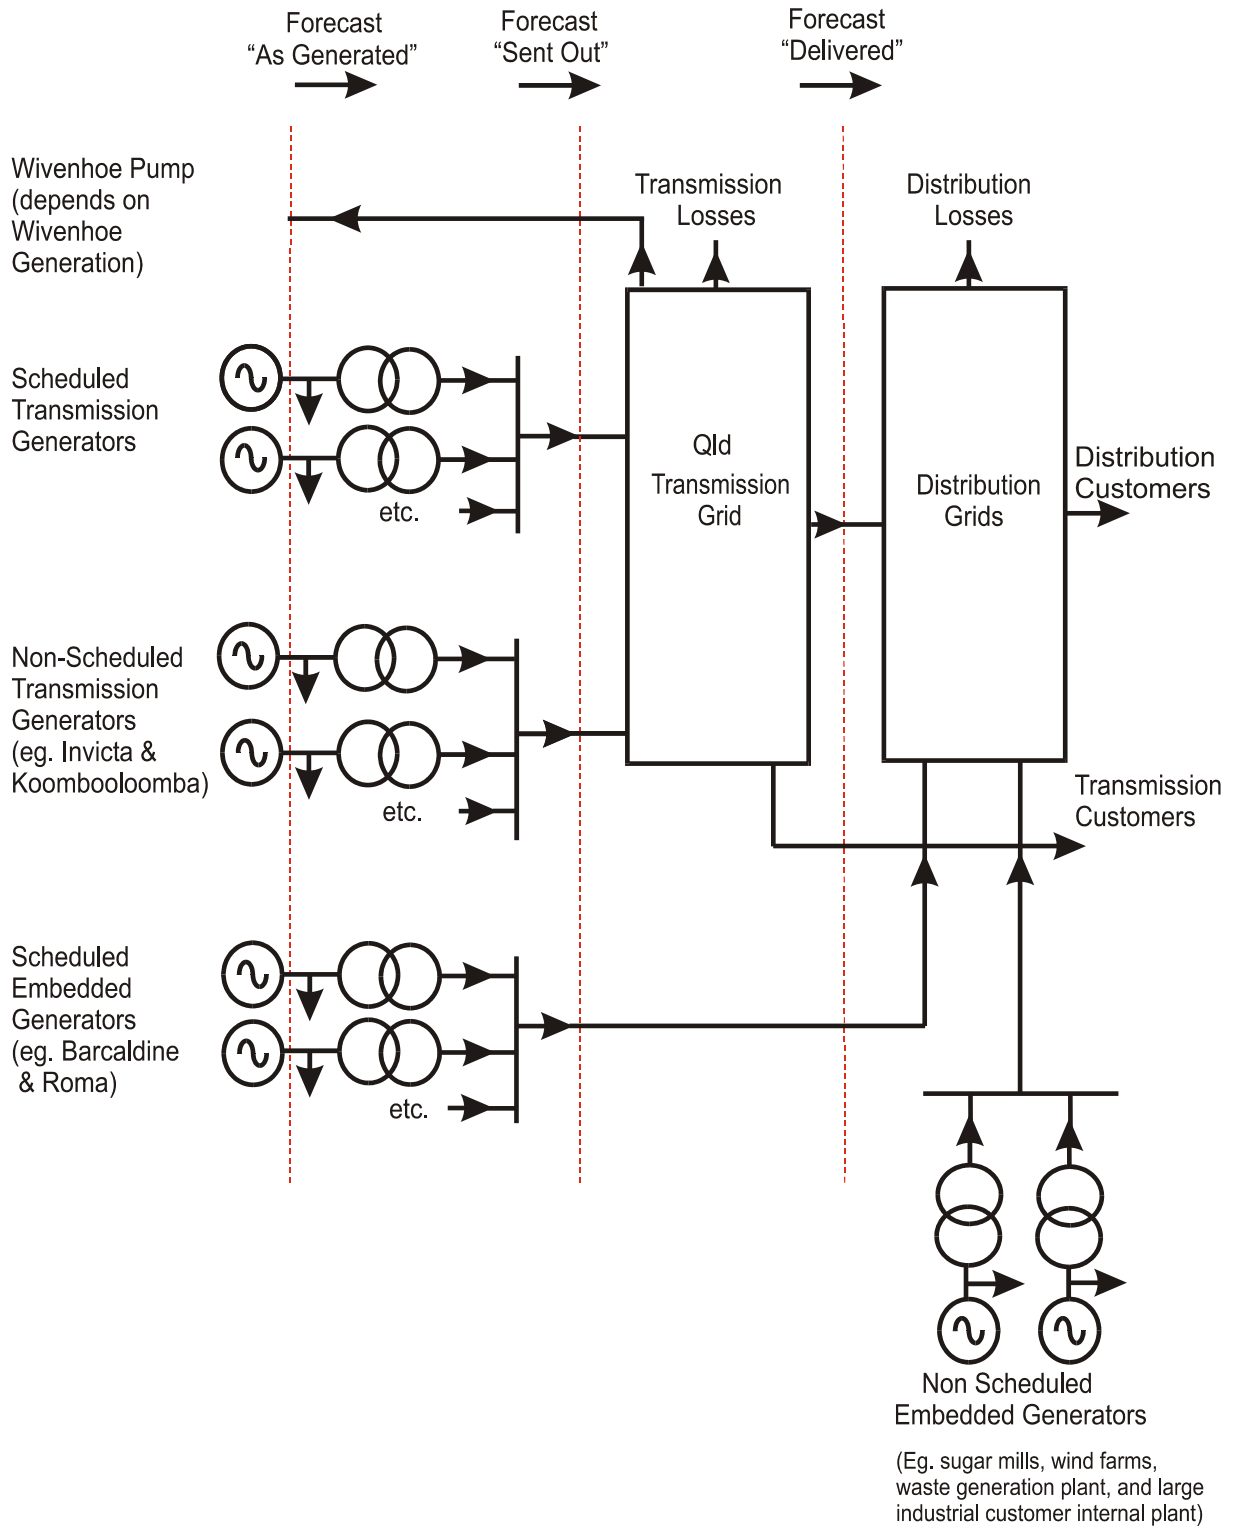 Forecast
“As Generated”
Forecast
“Sent Out”
Forecast
“Delivered”
Wivenhoe Pump
(depends on
Wivenhoe
Generation)
Transmission
Losses
Distribution
Losses
Scheduled
Transmission
Generators
etc.
Qld
Transmission
Grid
Distribution
Grids
Distribution
Customers
Non-Scheduled
Transmission
Generators
(eg. Invicta &
Koombooloomba)
etc.
Transmission
Customers
Scheduled
Embedded
Generators
(eg. Barcaldine
& Roma)
etc.
Non Scheduled
Embedded Generators
(Eg. sugar mills, wind farms,
waste generation plant, and large
industrial customer internal plant)